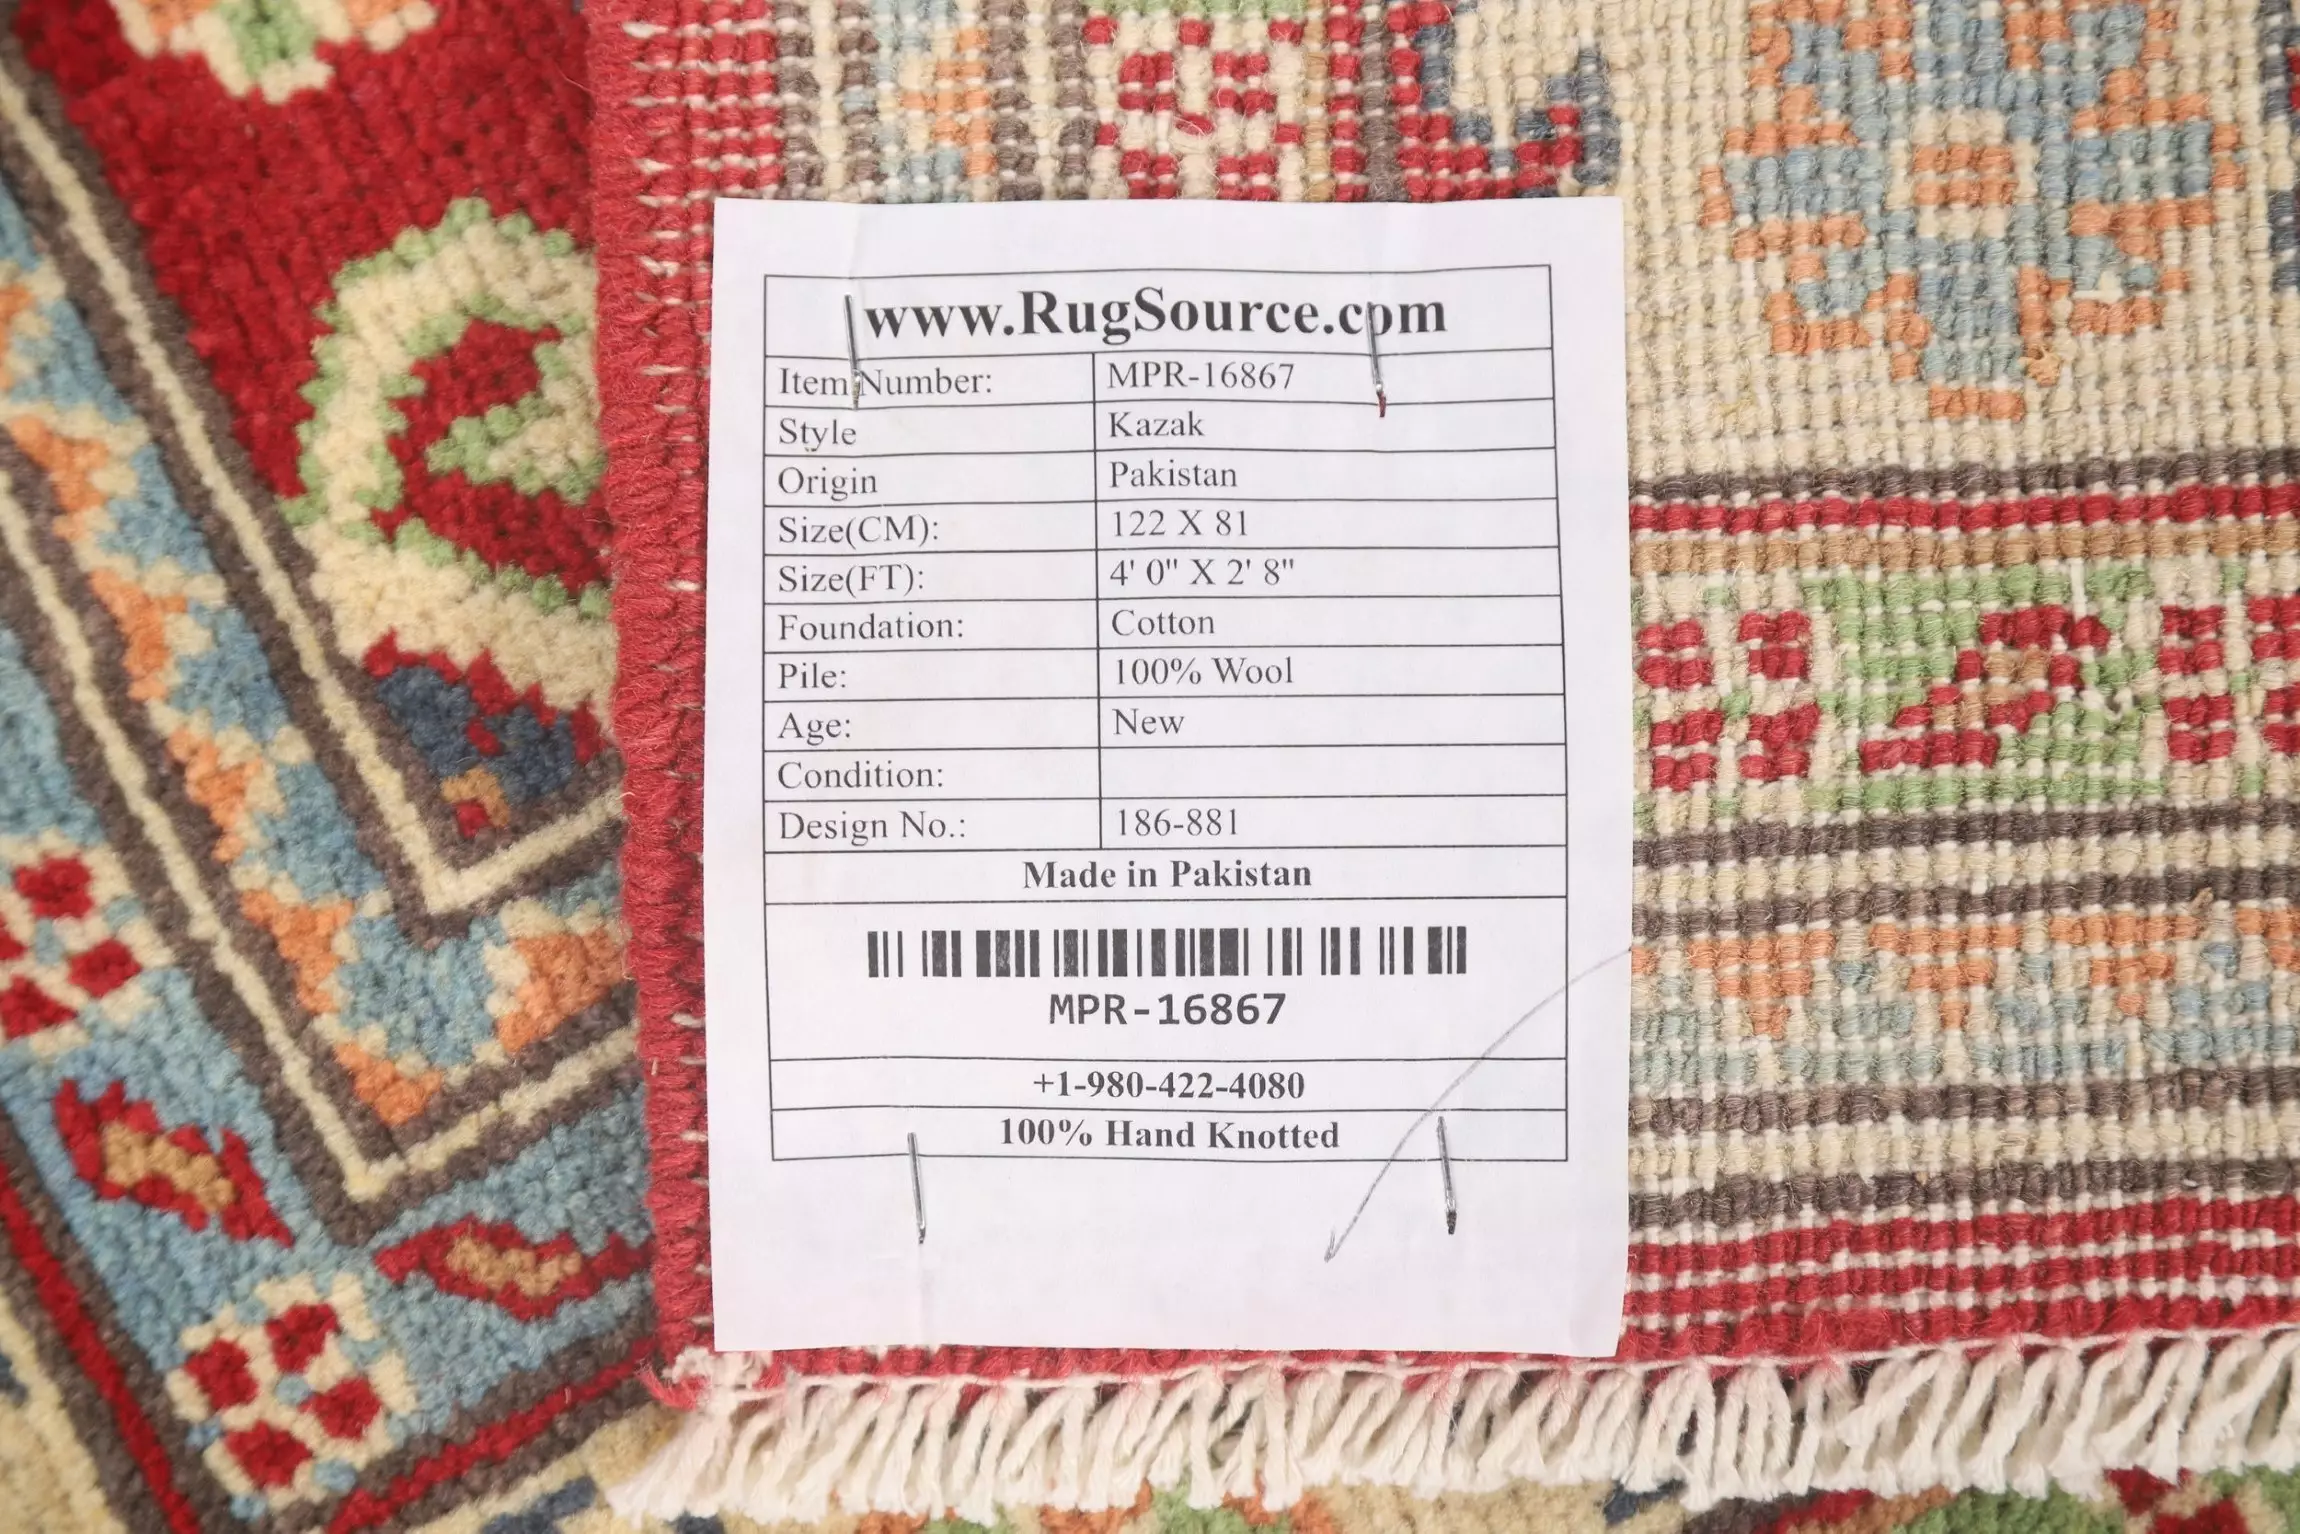 www.RugSource.com
Item Number: MPR-16867
Style Kazak
Origin Pakistan
Size(CM): 122 X 81
Size(FT): 4' 0" X 2' 8"
Foundation: Cotton
Pile: 100% Wool
Age: New
Condition:
Design No.: 186-881
Made in Pakistan
MPR-16867
+1-980-422-4080
100% Hand Knotted